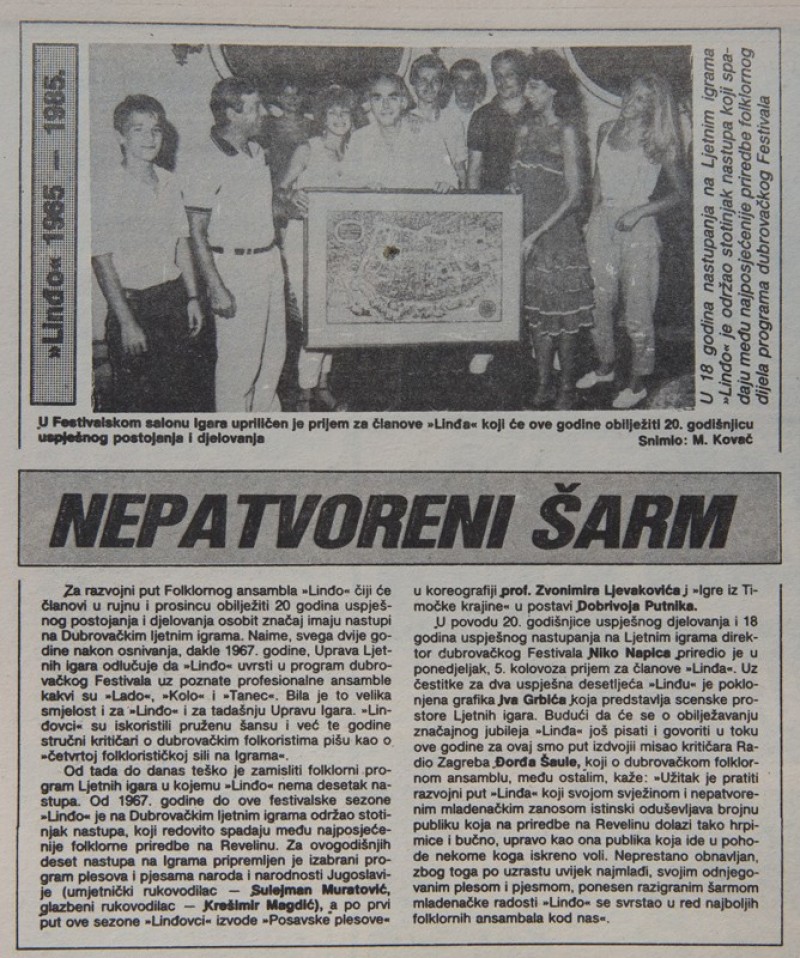 »Linđo« 1965 — 1985.
U 18 godina nastupanja na Ljetnim igrama
»Linđo« je održao stotinjak nastupa koji spa-
daju među najposjećenije priredbe folklornog
dijela programa dubrovačkog Festivala
U Festivalskom salonu Igara upriličen je prijem za članove »Linđa« koji će ove godine obilježiti 20. godišnjicu
uspješnog postojanja i djelovanja
Snimio: M. Kovač
NEPATVORENI ŠARM
Za razvojni put Folklornog ansambla »Linđo« čiji će
članovi u rujnu i prosincu obilježiti 20 godina uspješ-
nog postojanja i djelovanja osobit značaj imaju nastupi
na Dubrovačkim ljetnim igrama. Naime, svega dvije go-
dine nakon osnivanja, dakle 1967. godine, Uprava Ljet-
nih igara odlučuje da »Linđo« uvrsti u program dubro-
vačkog Festivala uz poznate profesionalne ansamble
kakvi su »Lado«, »Kolo« i »Tanec«. Bila je to velika
smjelost i za »Linđo« i za tadašnju Upravu Igara. »Lin-
đovci« su iskoristili pruženu šansu i već te godine
stručni kritičari o dubrovačkim folkoristima pišu kao o
»četvrtoj folklorističkoj sili na Igrama«.
Od tada do danas teško je zamisliti folklorni pro-
gram Ljetnih igara u kojemu »Linđo« nema desetak na-
stupa. Od 1967. godine do ove festivalske sezone
»Linđo« je na Dubrovačkim ljetnim igrama održao stoti-
njak nastupa, koji redovito spadaju među najposjeće-
nije folklorne priredbe na Revelinu. Za ovogodišnjih
deset nastupa na Igrama pripremljen je izabrani pro-
gram plesova i pjesama naroda i narodnosti Jugoslavi-
je (umjetnički rukovodilac — Sulejman Muratović,
glazbeni rukovodilac — Krešimir Magdić), a po prvi
put ove sezone »Linđovci« izvode »Posavske plesove«
u koreografiji prof. Zvonimira Ljevakovića j »Igre iz Ti-
močke krajine« u postavi Dobrivoja Putnika.
U povodu 20. godišnjice uspješnog djelovanja i 18
godina uspješnog nastupanja na Ljetnim igrama direk-
tor dubrovačkog Festivala Niko Napica priredio je u
ponedjeljak, 5. kolovoza prijem za članove »Linđa«. Uz
čestitke za dva uspješna desetljeća »Linđu« je poklo-
njena grafika Iva Grbića koja predstavlja scenske pro-
store Ljetnih igara. Budući da će se o obilježavanju
značajnog jubileja »Linđa« još pisati i govoriti u toku
ove godine za ovaj smo put izdvojii misao kritičara Ra-
dio Zagreba Đorđa Šaule, koji o dubrovačkom folklor-
nom ansamblu, među ostalim, kaže: »Užitak je pratiti
razvojni put »Linđa« koji svojom svježinom i nepatvore-
nim mladenačkim zanosom istinski oduševljava brojnu
publiku koja na priredbe na Revelinu dolazi tako hrpi-
mice i bučno, upravo kao ona publika koja ide u poho-
de nekome koga iskreno voli. Neprestano obnavljan,
zbog toga po uzrastu uvijek najmlađi, svojim odnjego-
vanim plesom i pjesmom, ponesen razigranim šarmom
mladenačke radosti »Linđo« se svrstao u red najboljih
folklornih ansambala kod nas«.